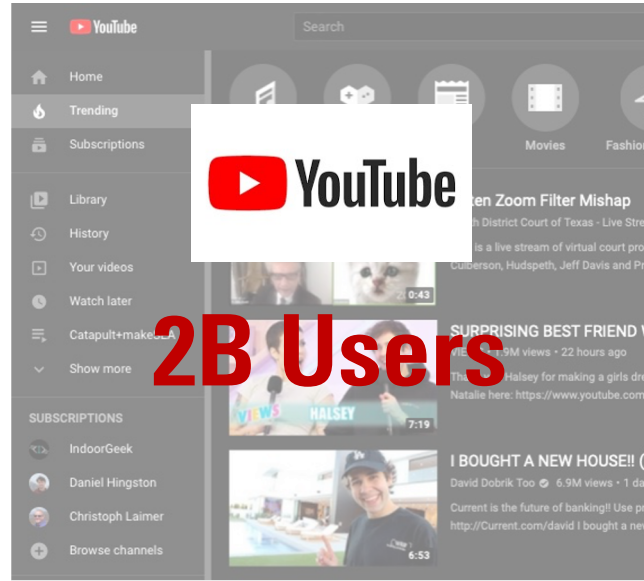 YouTube
Search
Home
Trending
Subscriptions
Movies
Fashion
YouTube
Library
History
Your videos
Watch later
Catapult+make
Show more
SUBSCRIPTIONS
IndoorGeek
Daniel Hingston
Christoph Laimer
Browse channels
Zoom Filter Mishap
District Court of Texas - Live Stre
is a live stream of virtual court pro
Culberson, Hudspeth, Jeff Davis and Pr
0:43
2B Users
SURPRISING BEST FRIEND
1.9M views • 22 hours ago
Halsey for making a girls dre
Natalie here: https://www.youtube.com
VIEWS
HALSEY
7:19
I BOUGHT A NEW HOUSE!! (
David Dobrik Too 6.9M views • 1 da
Current is the future of banking!! Use pr
http://Current.com/david I bought a nev
6:53